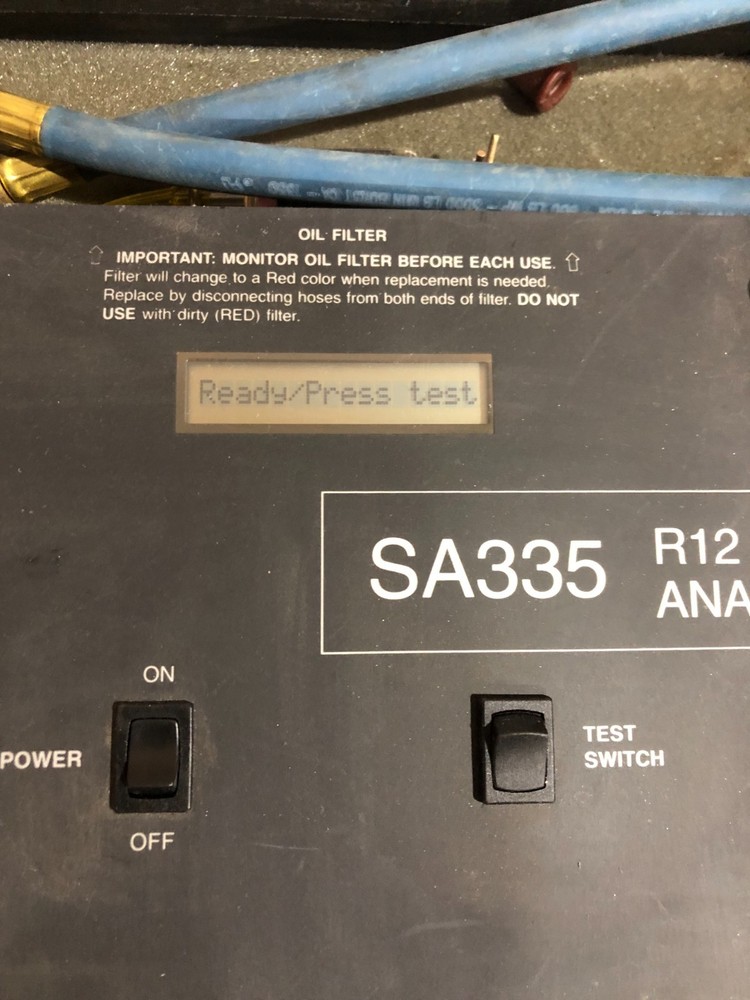 OIL FILTER
IMPORTANT: MONITOR OIL FILTER BEFORE EACH USE.
Filter will change to a Red color when replacement is needed.
Replace by disconnecting hoses from both ends of filter. DO NOT
USE with dirty (RED) filter.
Ready/Press test
SA335 R12
ANA
ON
POWER
OFF
TEST
SWITCH